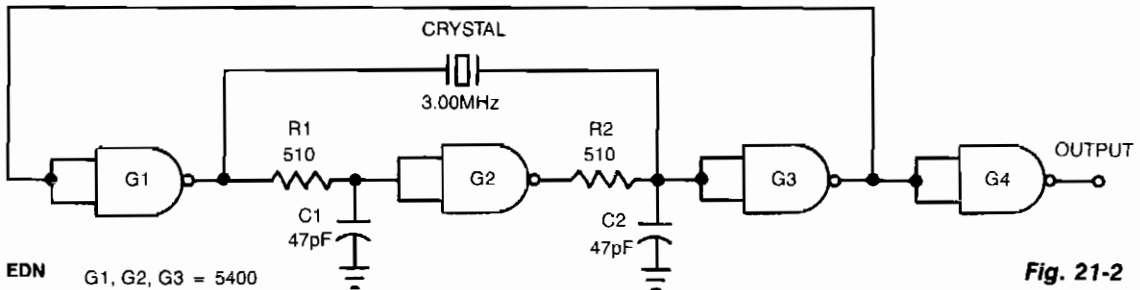 CRYSTAL
3.00MHz
R1
510
R2
510
G1
G2
G3
G4
OUTPUT
C1
47pF
C2
47pF
EDN
G1, G2, G3 = 5400
Fig. 21-2